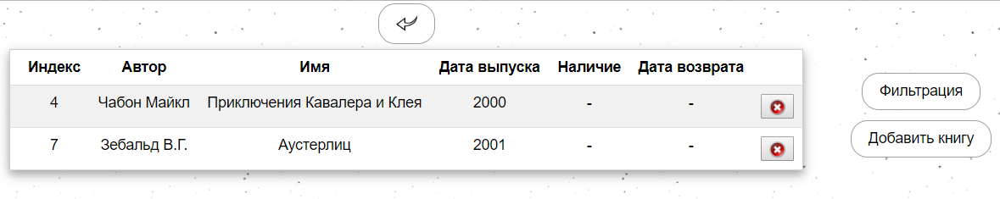 Индекс Автор Имя Дата выпуска Наличие Дата возврата
4 Чабон Майкл Приключения Кавалера и Клея 2000 - -
7 Зебальд В.Г. Аустерлиц 2001 - -
Фильтрация
Добавить книгу